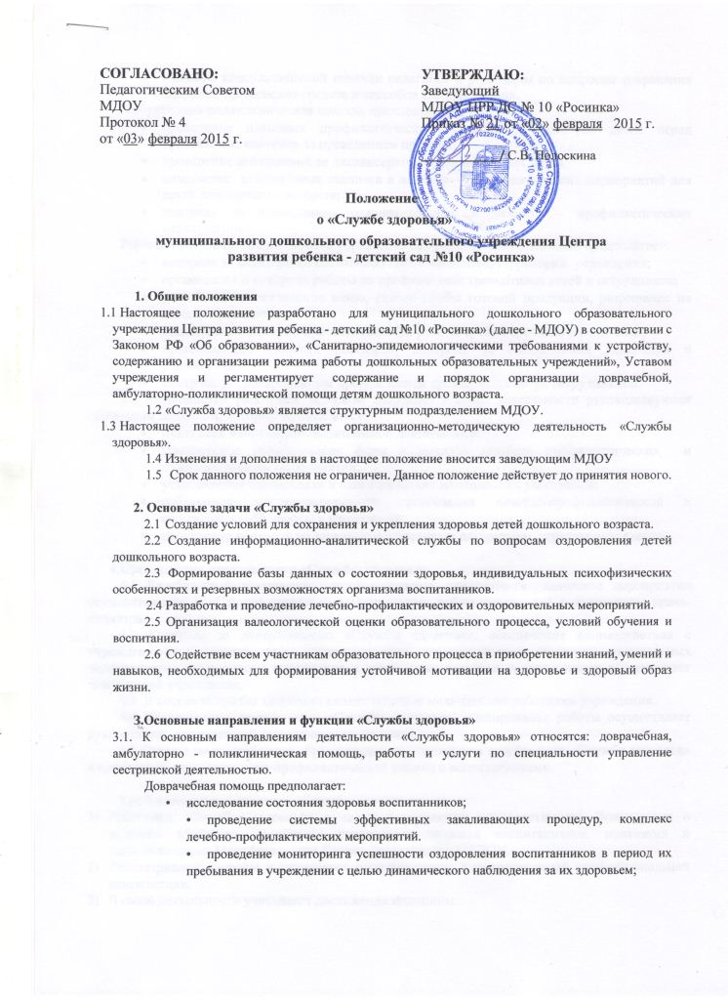 СОГЛАСОВАНО:
Педагогическим Советом
МДОУ
Протокол № 4
от «03» февраля 2015 г.
УТВЕРЖДАЮ:
Заведующий
МДОУ ЦРР ДС № 10 «Росинка»
Приказ № 21 от «02» февраля 2015 г.
/ С.В. Полоскина
Положение
о «Службе здоровья»
муниципального дошкольного образовательного учреждения Центра
развития ребенка - детский сад №10 «Росинка»
1. Общие положения
1.1 Настоящее положение разработано для муниципального дошкольного образовательного
учреждения Центра развития ребенка - детский сад №10 «Росинка» (далее - МДОУ) в соответствии с
Законом РФ «Об образовании», «Санитарно-эпидемиологическими требованиями к устройству,
содержанию и организации режима работы дошкольных образовательных учреждений», Уставом
учреждения и регламентирует содержание и порядок организации доврачебной,
амбулаторно-поликлинической помощи детям дошкольного возраста.
1.2 «Служба здоровья» является структурным подразделением МДОУ.
1.3 Настоящее положение определяет организационно-методическую деятельность «Службы
здоровья».
1.4 Изменения и дополнения в настоящее положение вносится заведующим МДОУ
1.5 Срок данного положения не ограничен. Данное положение действует до принятия нового.
2. Основные задачи «Службы здоровья»
2.1 Создание условий для сохранения и укрепления здоровья детей дошкольного возраста.
2.2 Создание информационно-аналитической службы по вопросам оздоровления детей
дошкольного возраста.
2.3 Формирование базы данных о состоянии здоровья, индивидуальных психофизических
особенностях и резервных возможностях организма воспитанников.
2.4 Разработка и проведение лечебно-профилактических и оздоровительных мероприятий.
2.5 Организация валеологической оценки образовательного процесса, условий обучения и
воспитания.
2.6 Содействие всем участникам образовательного процесса в приобретении знаний, умений и
навыков, необходимых для формирования устойчивой мотивации на здоровье и здоровый образ
жизни.
3.Основные направления и функции «Службы здоровья»
3.1. К основным направлениям деятельности «Службы здоровья» относятся: доврачебная,
амбулаторно - поликлиническая помощь, работы и услуги по специальности управление
сестринской деятельностью.
Доврачебная помощь предполагает:
• исследование состояния здоровья воспитанников;
• проведение системы эффективных закаливающих процедур, комплекс
лечебно-профилактических мероприятий.
• проведение мониторинга успешности оздоровления воспитанников в период их
пребывания в учреждении с целью динамического наблюдения за их здоровьем;